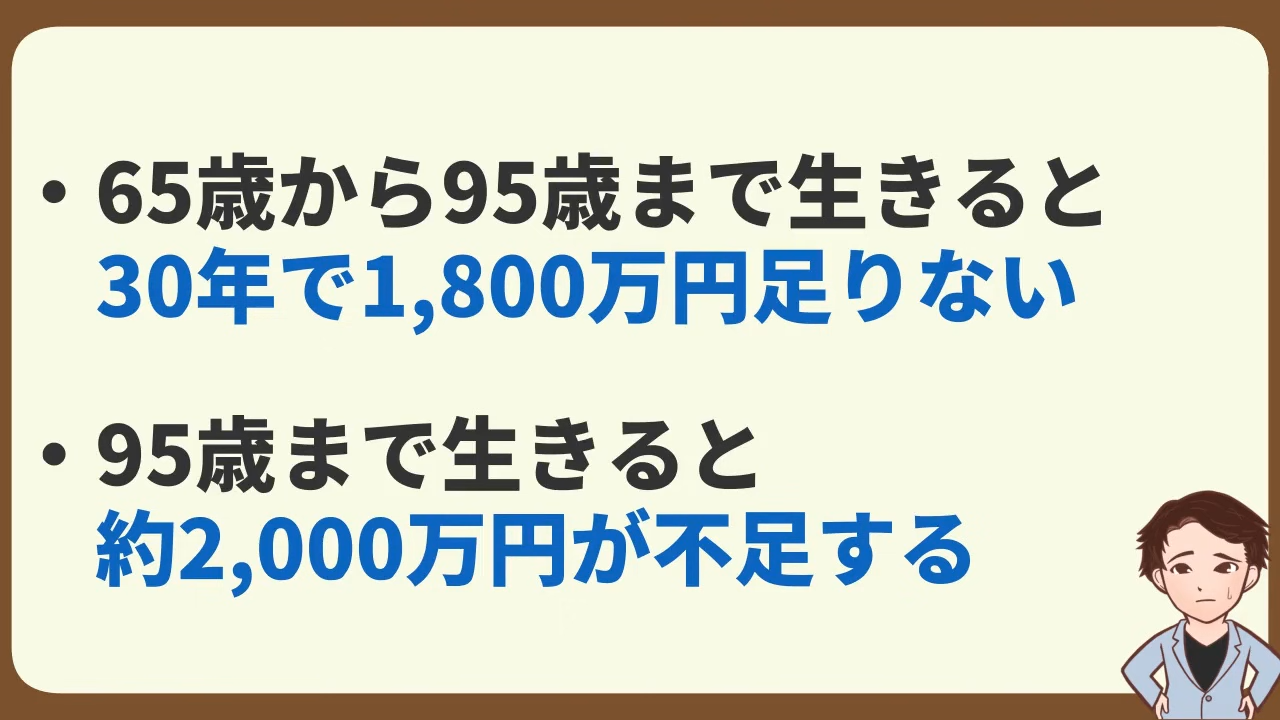 ・65歳から95歳まで生きると
30年で1,800万円足りない
・95歳まで生きると
約2,000万円が不足する